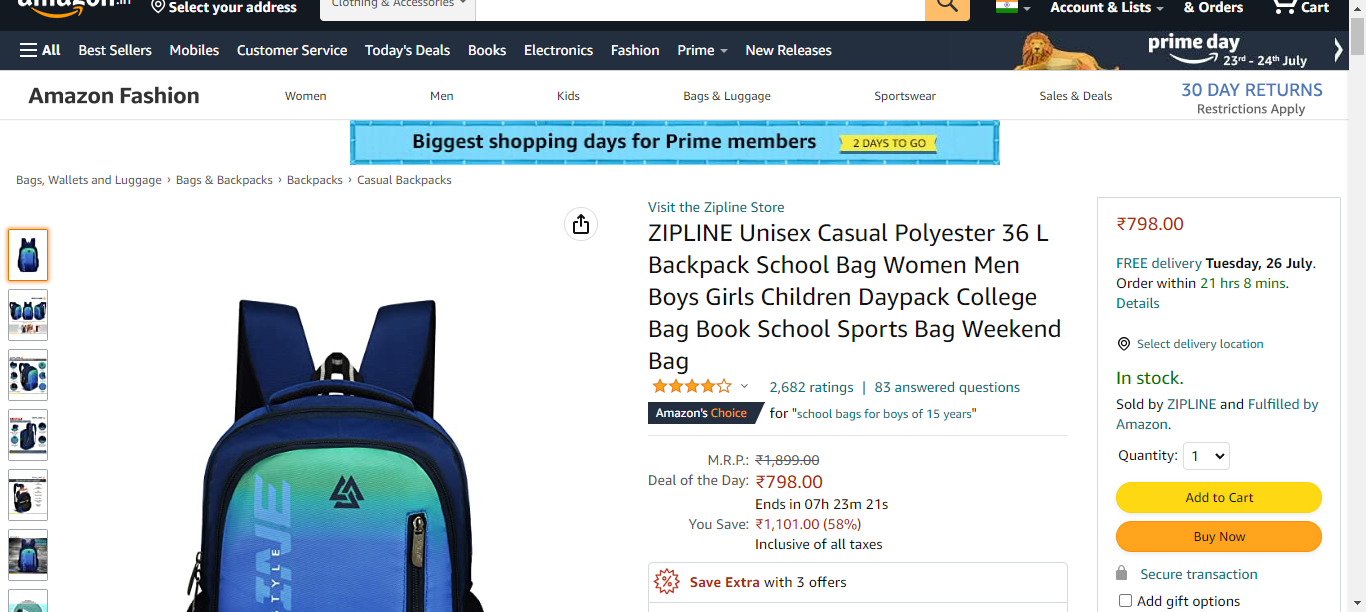 amazon.in
Select your address
Clothing & Accessories
Account & Lists
& Orders
Cart
All
Best Sellers
Mobiles
Customer Service
Today's Deals
Books
Electronics
Fashion
Prime
New Releases
prime day
23rd - 24th July
Amazon Fashion
Women
Men
Kids
Bags & Luggage
Sportswear
Sales & Deals
30 DAY RETURNS
Restrictions Apply
Biggest shopping days for Prime members
2 DAYS TO GO
Bags, Wallets and Luggage › Bags & Backpacks › Backpacks › Casual Backpacks
Visit the Zipline Store
ZIPLINE Unisex Casual Polyester 36 L
Backpack School Bag Women Men
Boys Girls Children Daypack College
Bag Book School Sports Bag Weekend
Bag
2,682 ratings | 83 answered questions
Amazon's Choice for "school bags for boys of 15 years"
M.R.P.: ₹1,899.00
Deal of the Day: ₹798.00
Ends in 07h 23m 21s
You Save: ₹1,101.00 (58%)
Inclusive of all taxes
Save Extra with 3 offers
₹798.00
FREE delivery Tuesday, 26 July.
Order within 21 hrs 8 mins.
Details
Select delivery location
In stock.
Sold by ZIPLINE and Fulfilled by
Amazon.
Quantity: 1
Add to Cart
Buy Now
Secure transaction
Add gift options
STYLE